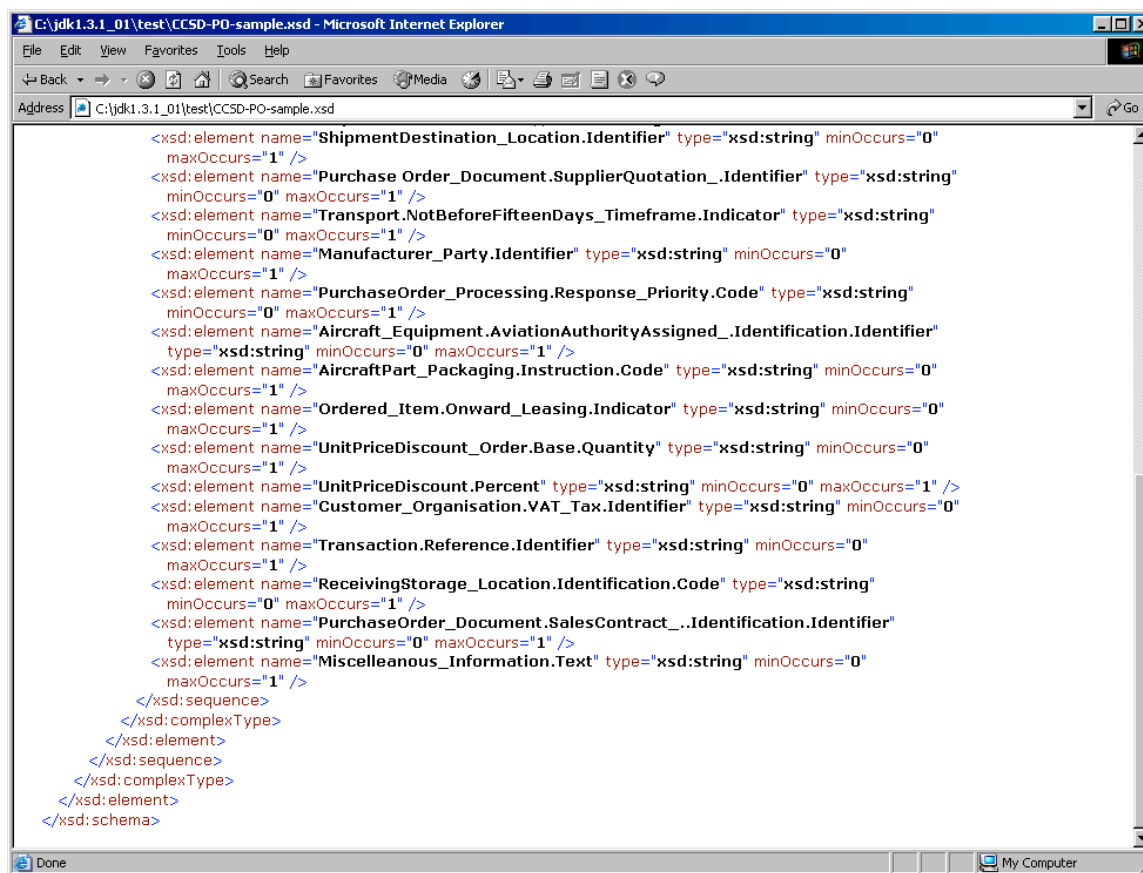 C:\jdk1.3.1_01\test\CCSD-PO-sample.xsd - Microsoft Internet Explorer
File Edit View Favorites Tools Help
Back Search Favorites Media
Address C:\jdk1.3.1_01\test\CCSD-PO-sample.xsd Go
<xsd:element name="ShipmentDestination_Location.Identifier" type="xsd:string" minOccurs="0"
maxOccurs="1" />
<xsd:element name="Purchase Order_Document.SupplierQuotation_.Identifier" type="xsd:string"
minOccurs="0" maxOccurs="1" />
<xsd:element name="Transport.NotBeforeFifteenDays_Timeframe.Indicator" type="xsd:string"
minOccurs="0" maxOccurs="1" />
<xsd:element name="Manufacturer_Party.Identifier" type="xsd:string" minOccurs="0"
maxOccurs="1" />
<xsd:element name="PurchaseOrder_Processing.Response_Priority.Code" type="xsd:string"
minOccurs="0" maxOccurs="1" />
<xsd:element name="Aircraft_Equipment.AviationAuthorityAssigned_.Identification.Identifier"
type="xsd:string" minOccurs="0" maxOccurs="1" />
<xsd:element name="AircraftPart_Packaging.Instruction.Code" type="xsd:string" minOccurs="0"
maxOccurs="1" />
<xsd:element name="Ordered_Item.Onward_Leasing.Indicator" type="xsd:string" minOccurs="0"
maxOccurs="1" />
<xsd:element name="UnitPriceDiscount_Order.Base.Quantity" type="xsd:string" minOccurs="0"
maxOccurs="1" />
<xsd:element name="UnitPriceDiscount.Percent" type="xsd:string" minOccurs="0" maxOccurs="1" />
<xsd:element name="Customer_Organisation.VAT_Tax.Identifier" type="xsd:string" minOccurs="0"
maxOccurs="1" />
<xsd:element name="Transaction.Reference.Identifier" type="xsd:string" minOccurs="0"
maxOccurs="1" />
<xsd:element name="ReceivingStorage_Location.Identification.Code" type="xsd:string"
minOccurs="0" maxOccurs="1" />
<xsd:element name="PurchaseOrder_Document.SalesContract_..Identification.Identifier"
type="xsd:string" minOccurs="0" maxOccurs="1" />
<xsd:element name="Miscelleanous_Information.Text" type="xsd:string" minOccurs="0"
maxOccurs="1" />
</xsd:sequence>
</xsd:complexType>
</xsd:element>
</xsd:sequence>
</xsd:complexType>
</xsd:element>
</xsd:schema>
Done My Computer